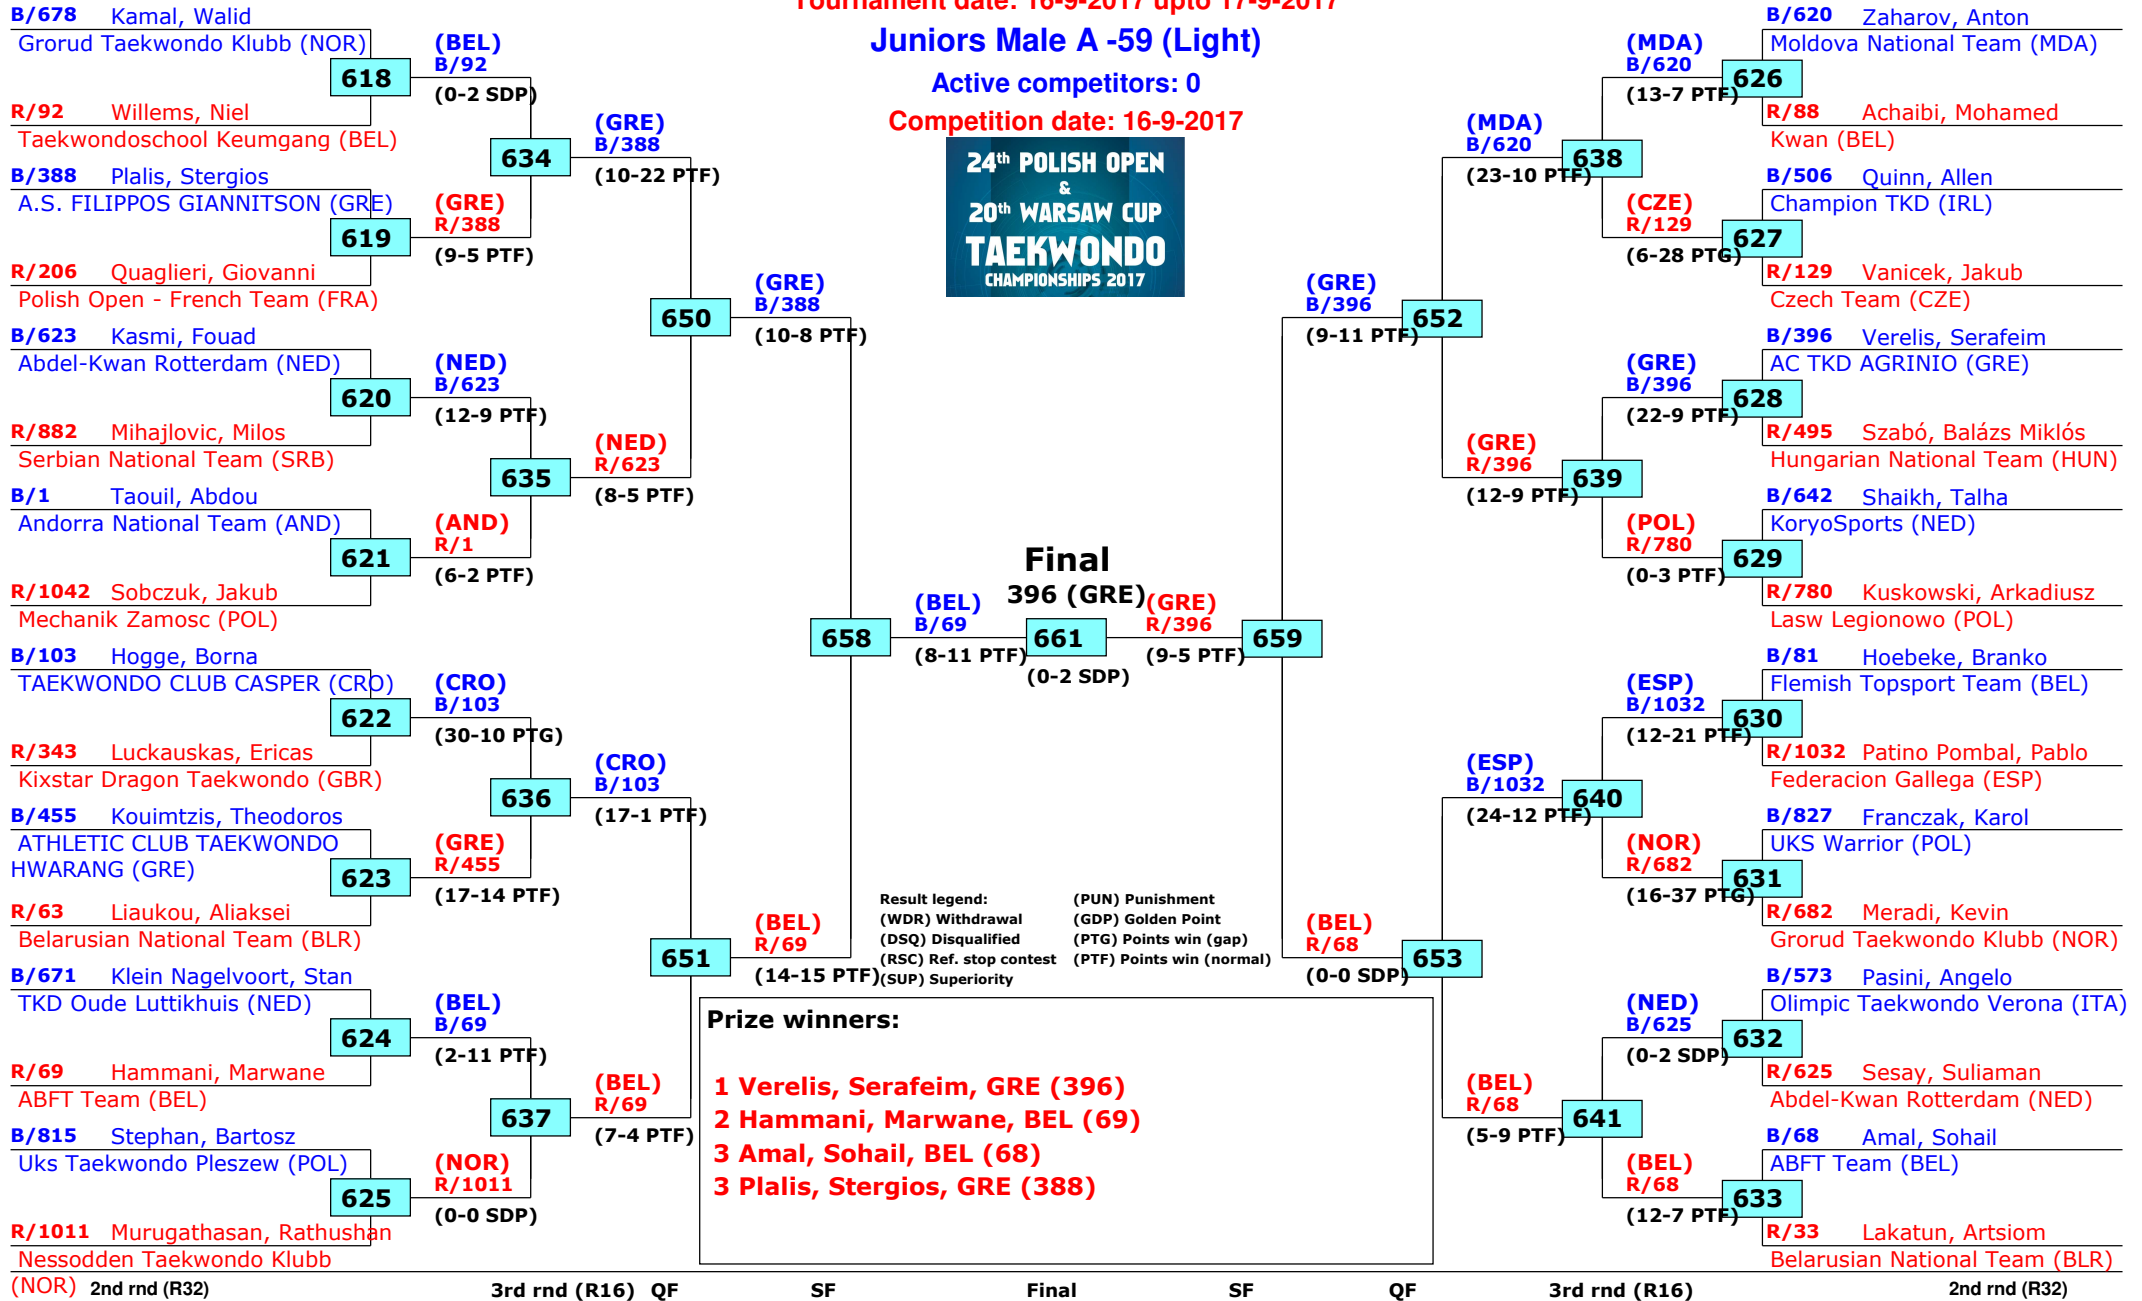 Tournament date: 16-9-2017 upto 17-9-2017
Juniors Male A -59 (Light)
Active competitors: 0
Competition date: 16-9-2017
24th POLISH OPEN
&
20th WARSAW CUP
TAEKWONDO
CHAMPIONSHIPS 2017
B/678 Kamal, Walid
Grorud Taekwondo Klubb (NOR)
618
R/92 Willems, Niel
Taekwondoschool Keumgang (BEL)
B/388 Plalis, Stergios
A.S. FILIPPOS GIANNITSON (GRE)
619
R/206 Quaglieri, Giovanni
Polish Open - French Team (FRA)
B/623 Kasmi, Fouad
Abdel-Kwan Rotterdam (NED)
620
R/882 Mihajlovic, Milos
Serbian National Team (SRB)
B/1 Taouil, Abdou
Andorra National Team (AND)
621
R/1042 Sobczuk, Jakub
Mechanik Zamosc (POL)
B/103 Hogge, Borna
TAEKWONDO CLUB CASPER (CRO)
622
R/343 Luckauskas, Ericas
Kixstar Dragon Taekwondo (GBR)
B/455 Kouimtzis, Theodoros
ATHLETIC CLUB TAEKWONDO
HWARANG (GRE)
623
R/63 Liaukou, Aliaksei
Belarusian National Team (BLR)
B/671 Klein Nagelvoort, Stan
TKD Oude Luttikhuis (NED)
624
R/69 Hammani, Marwane
ABFT Team (BEL)
B/815 Stephan, Bartosz
Uks Taekwondo Pleszew (POL)
625
R/1011 Murugathasan, Rathushan
Nessodden Taekwondo Klubb
(NOR)
(BEL)
B/92
(0-2 SDP)
634
(GRE)
R/388
(9-5 PTF)
(NED)
B/623
(12-9 PTF)
635
(AND)
R/1
(6-2 PTF)
(CRO)
B/103
(30-10 PTG)
636
(GRE)
R/455
(17-14 PTF)
(BEL)
B/69
(2-11 PTF)
637
(NOR)
R/1011
(0-0 SDP)
(GRE)
B/388
(10-22 PTF)
650
(NED)
R/623
(8-5 PTF)
(CRO)
B/103
(17-1 PTF)
651
(BEL)
R/69
(7-4 PTF)
(GRE)
B/388
(10-8 PTF)
658
(BEL)
R/69
(14-15 PTF)
(BEL)
B/69
(8-11 PTF)
Final
396 (GRE)
661
(0-2 SDP)
(GRE)
R/396
(9-5 PTF)
659
(GRE)
B/396
(9-11 PTF)
652
(BEL)
R/68
(0-0 SDP)
653
(MDA)
B/620
(23-10 PTF)
638
(GRE)
R/396
(12-9 PTF)
639
(ESP)
B/1032
(24-12 PTF)
640
(BEL)
R/68
(5-9 PTF)
641
(MDA)
B/620
(13-7 PTF)
(CZE)
R/129
(6-28 PTG)
(GRE)
B/396
(22-9 PTF)
(POL)
R/780
(0-3 PTF)
(ESP)
B/1032
(12-21 PTF)
(NOR)
R/682
(16-37 PTG)
(NED)
B/625
(0-2 SDP)
(BEL)
R/68
(12-7 PTF)
B/620 Zaharov, Anton
Moldova National Team (MDA)
626
R/88 Achaibi, Mohamed
Kwan (BEL)
B/506 Quinn, Allen
Champion TKD (IRL)
627
R/129 Vanicek, Jakub
Czech Team (CZE)
B/396 Verelis, Serafeim
AC TKD AGRINIO (GRE)
628
R/495 Szabó, Balázs Miklós
Hungarian National Team (HUN)
B/642 Shaikh, Talha
KoryoSports (NED)
629
R/780 Kuskowski, Arkadiusz
Lasw Legionowo (POL)
B/81 Hoebeke, Branko
Flemish Topsport Team (BEL)
630
R/1032 Patino Pombal, Pablo
Federacion Gallega (ESP)
B/827 Franczak, Karol
UKS Warrior (POL)
631
R/682 Meradi, Kevin
Grorud Taekwondo Klubb (NOR)
B/573 Pasini, Angelo
Olimpic Taekwondo Verona (ITA)
632
R/625 Sesay, Suliaman
Abdel-Kwan Rotterdam (NED)
B/68 Amal, Sohail
ABFT Team (BEL)
633
R/33 Lakatun, Artsiom
Belarusian National Team (BLR)
Result legend: (PUN) Punishment
(WDR) Withdrawal (GDP) Golden Point
(DSQ) Disqualified (PTG) Points win (gap)
(RSC) Ref. stop contest (PTF) Points win (normal)
(SUP) Superiority
Prize winners:
1 Verelis, Serafeim, GRE (396)
2 Hammani, Marwane, BEL (69)
3 Amal, Sohail, BEL (68)
3 Plalis, Stergios, GRE (388)
2nd rnd (R32) 3rd rnd (R16) QF SF Final SF QF 3rd rnd (R16) 2nd rnd (R32)